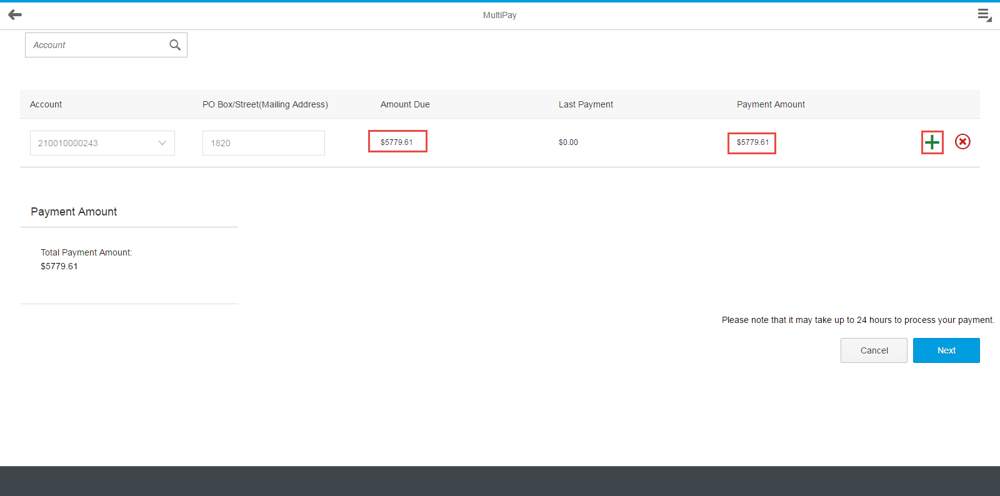 MultiPay
Account
Account PO Box/Street(Mailing Address) Amount Due Last Payment Payment Amount
210010000243 1820 $5779.61 $0.00 $5779.61
Payment Amount
Total Payment Amount:
$5779.61
Please note that it may take up to 24 hours to process your payment.
Cancel Next